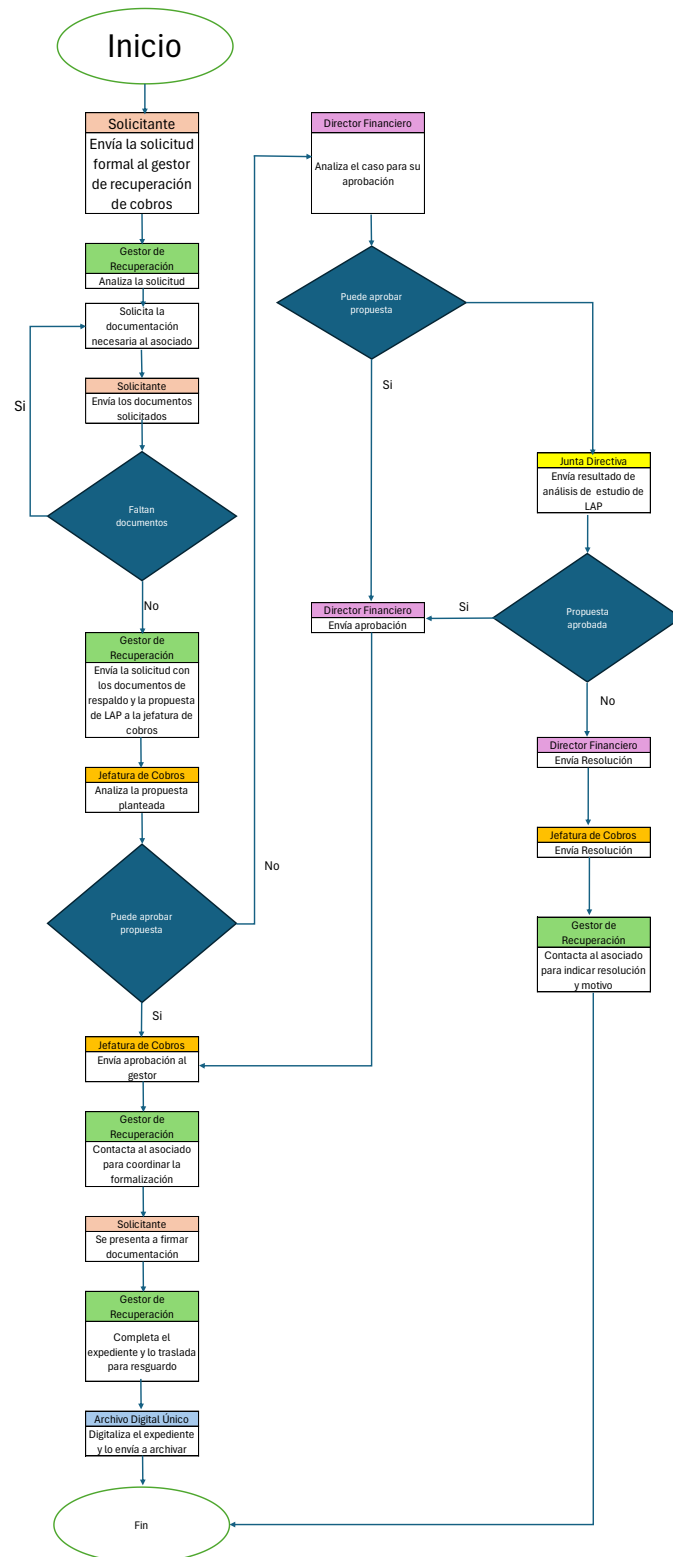 Inicio
Solicitante
Envía la solicitud
formal al gestor
de recuperación
de cobros
Gestor de
Recuperación
Analiza la solicitud
Solicita la
documentación
necesaria al asociado
Solicitante
Envía los documentos
solicitados
Si
Faltan
documentos
No
Gestor de
Recuperación
Envía la solicitud con
los documentos de
respaldo y la propuesta
de LAP a la jefatura de
cobros
Jefatura de Cobros
Analiza la propuesta
planteada
Puede aprobar
propuesta
No
Si
Jefatura de Cobros
Envía aprobación al
gestor
Gestor de
Recuperación
Contacta al asociado
para coordinar la
formalización
Solicitante
Se presenta a firmar
documentación
Gestor de
Recuperación
Completa el
expediente y lo traslada
para resguardo
Archivo Digital Único
Digitaliza el expediente
y lo envía a archivar
Fin
Director Financiero
Analiza el caso para su
aprobación
Puede aprobar
propuesta
Si
Director Financiero
Envía aprobación
Junta Directiva
Envía resultado de
análisis de estudio de
LAP
Si
Propuesta
aprobada
No
Director Financiero
Envía Resolución
Jefatura de Cobros
Envía Resolución
Gestor de
Recuperación
Contacta al asociado
para indicar resolución
y motivo